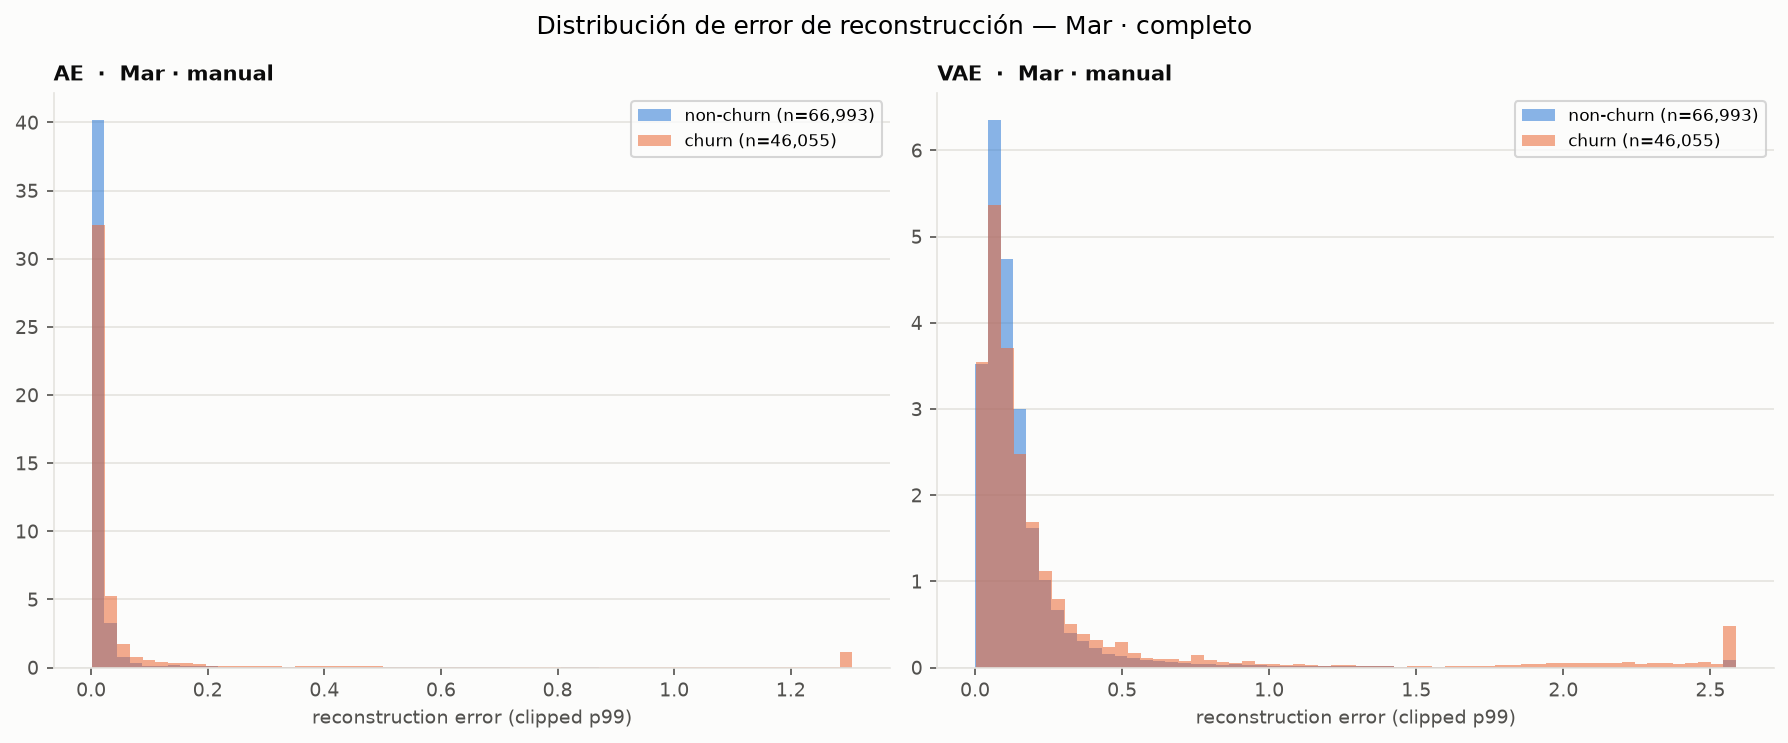 Distribución de error de reconstrucción — Mar · completo
AE · Mar · manual
non-churn (n=66,993)
churn (n=46,055)
40
35
30
25
20
15
10
5
0
0.0 0.2 0.4 0.6 0.8 1.0 1.2
reconstruction error (clipped p99)
VAE · Mar · manual
non-churn (n=66,993)
churn (n=46,055)
6
5
4
3
2
1
0
0.0 0.5 1.0 1.5 2.0 2.5
reconstruction error (clipped p99)